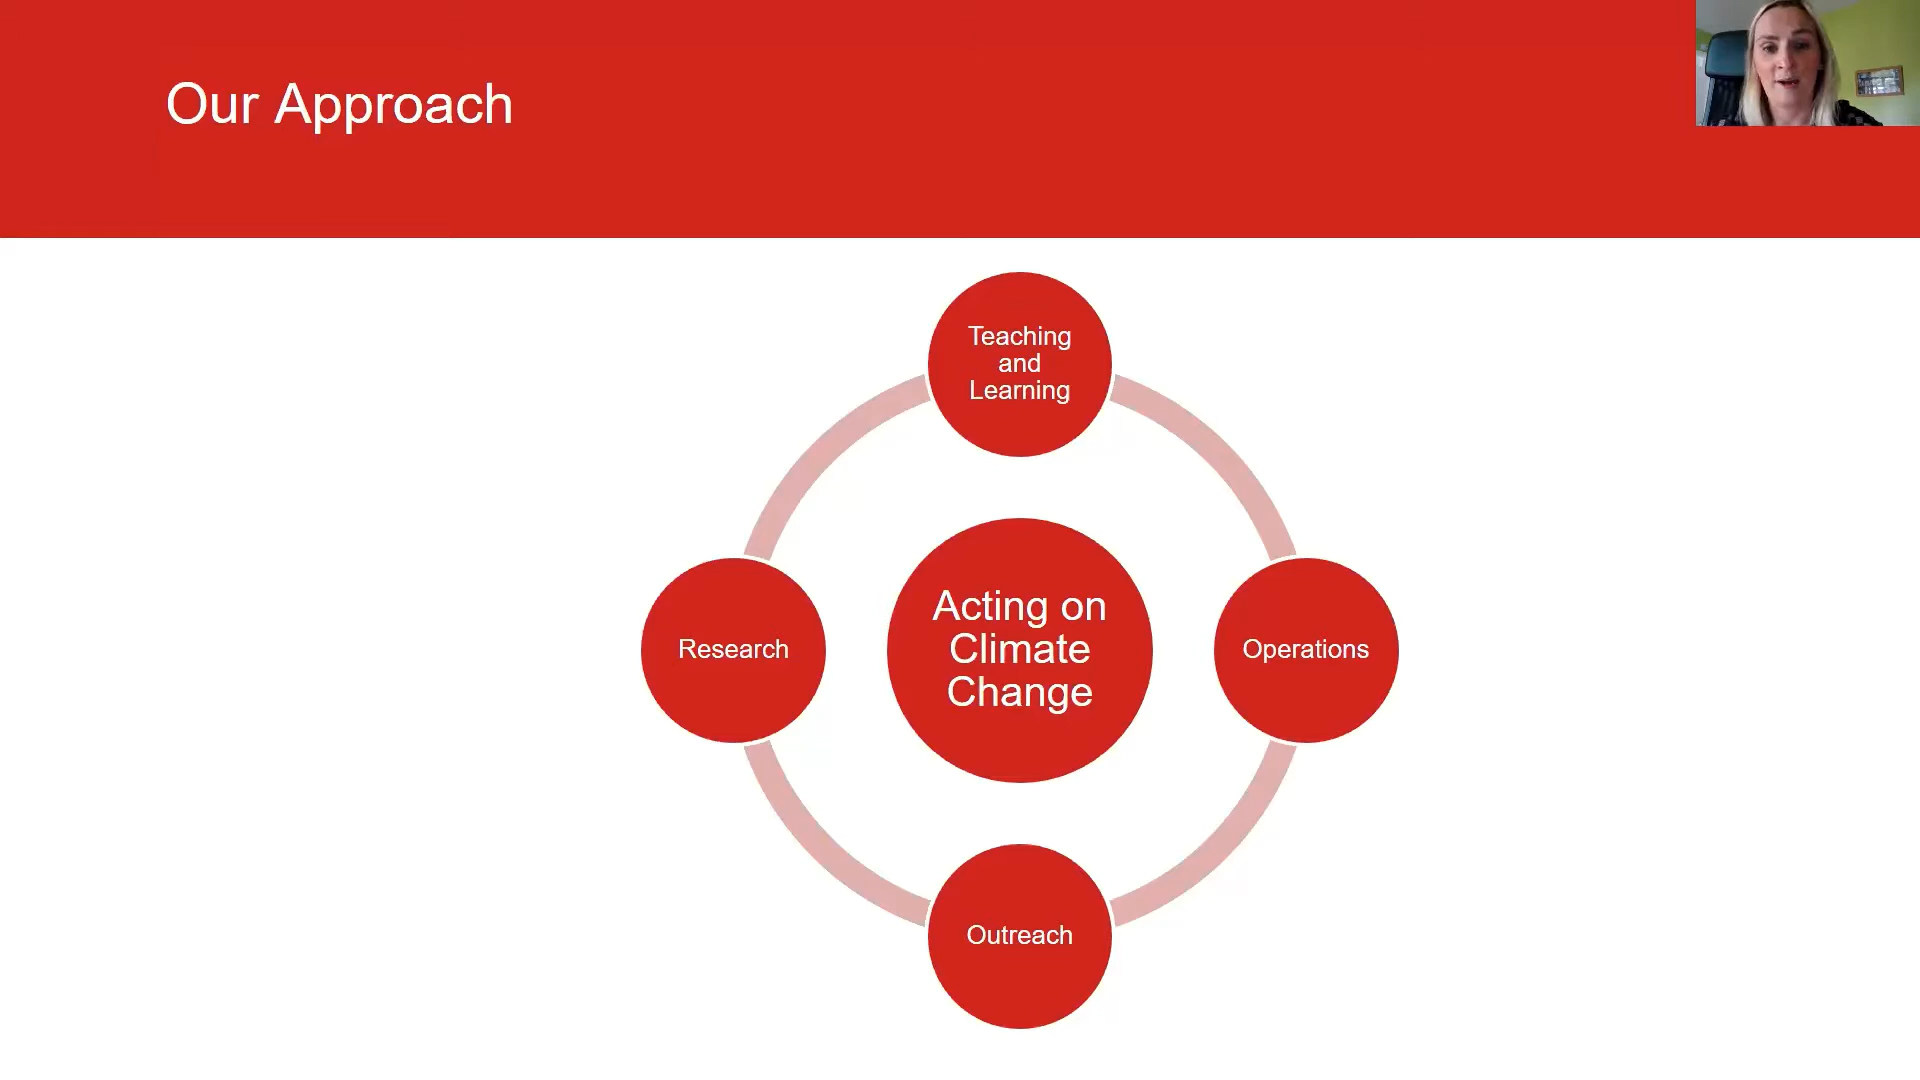 Our Approach
Teaching
and
Learning
Research
Acting on
Climate
Change
Operations
Outreach